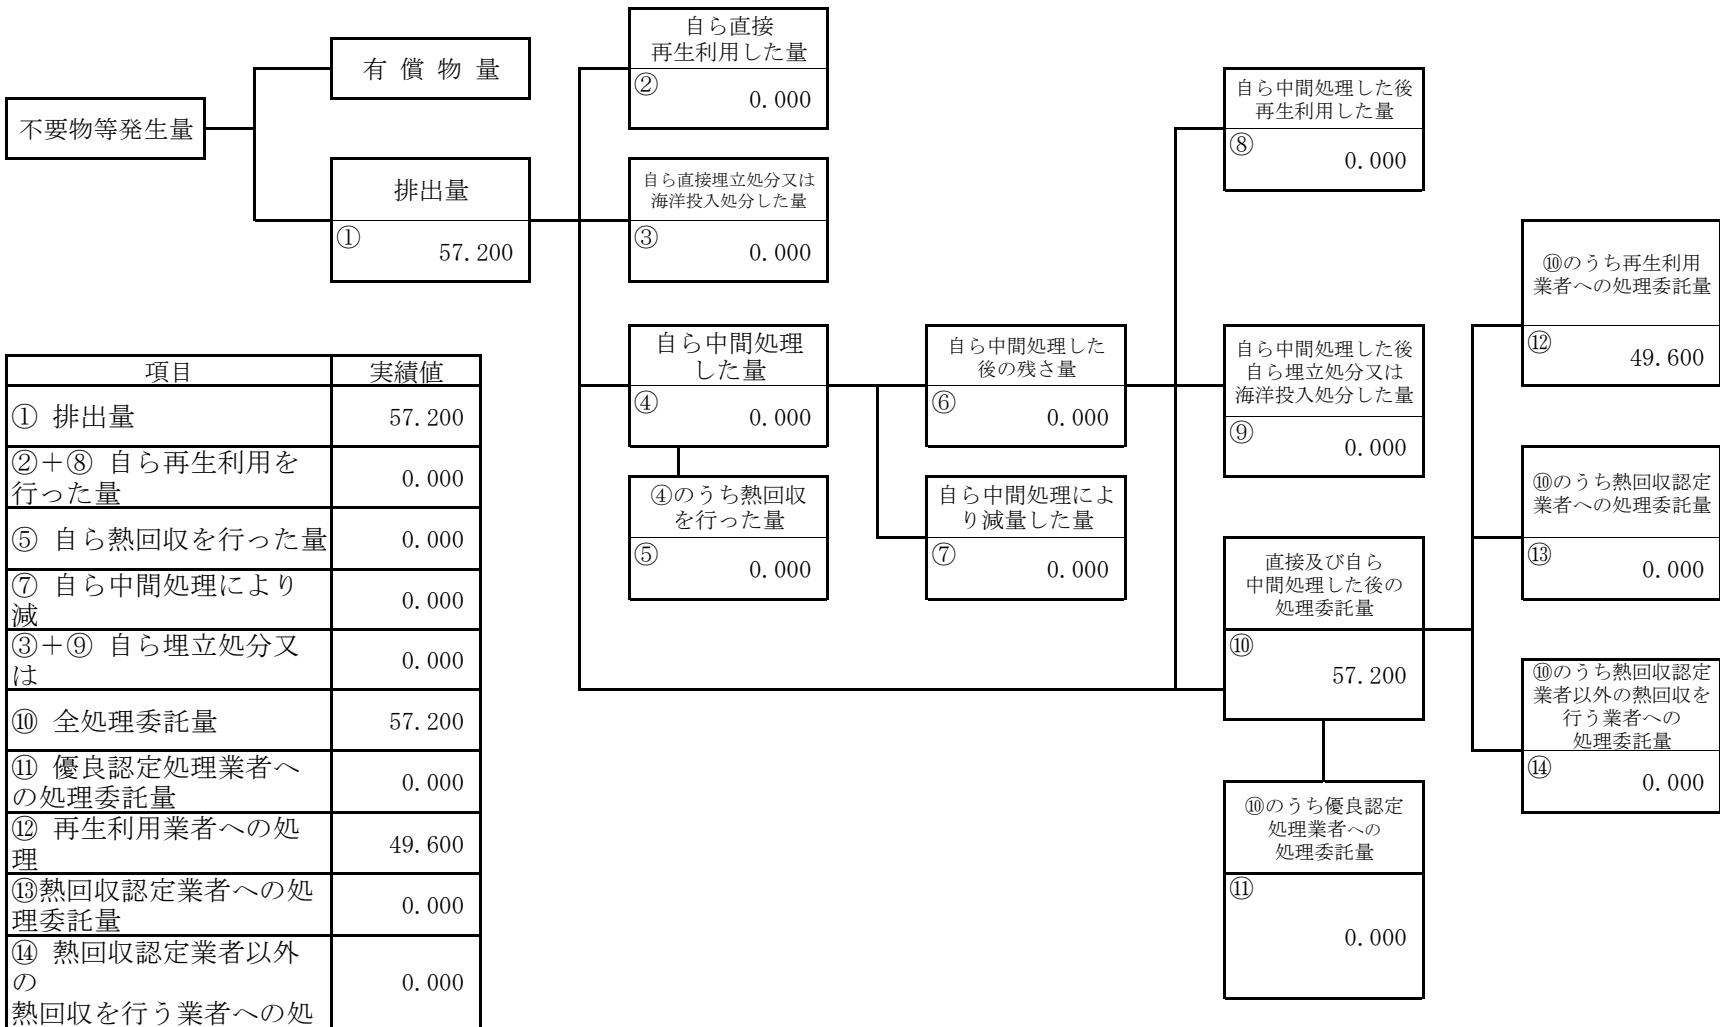 不要物等発生量
有 償 物 量
排出量
①
57.200
自ら直接
再生利用した量
②
0.000
自ら直接埋立処分又は
海洋投入処分した量
③
0.000
自ら中間処理
した量
④
0.000
④のうち熱回収
を行った量
⑤
0.000
自ら中間処理した
後の残さ量
⑥
0.000
自ら中間処理によ
り減量した量
⑦
0.000
自ら中間処理した後
再生利用した量
⑧
0.000
自ら中間処理した後
自ら埋立処分又は
海洋投入処分した量
⑨
0.000
直接及び自ら
中間処理した後の
処理委託量
⑩
57.200
⑩のうち優良認定
処理業者への
処理委託量
⑪
0.000
⑩のうち再生利用
業者への処理委託量
⑫
49.600
⑩のうち熱回収認定
業者への処理委託量
⑬
0.000
⑩のうち熱回収認定
業者以外の熱回収を
行う業者への
処理委託量
⑭
0.000
項目 実績値
① 排出量 57.200
②＋⑧ 自ら再生利用を
行った量 0.000
⑤ 自ら熱回収を行った量 0.000
⑦ 自ら中間処理により
減 0.000
③＋⑨ 自ら埋立処分又
は 0.000
⑩ 全処理委託量 57.200
⑪ 優良認定処理業者へ
の処理委託量 0.000
⑫ 再生利用業者への処
理 49.600
⑬熱回収認定業者への処
理委託量 0.000
⑭ 熱回収認定業者以外
の 0.000
熱回収を行う業者への処